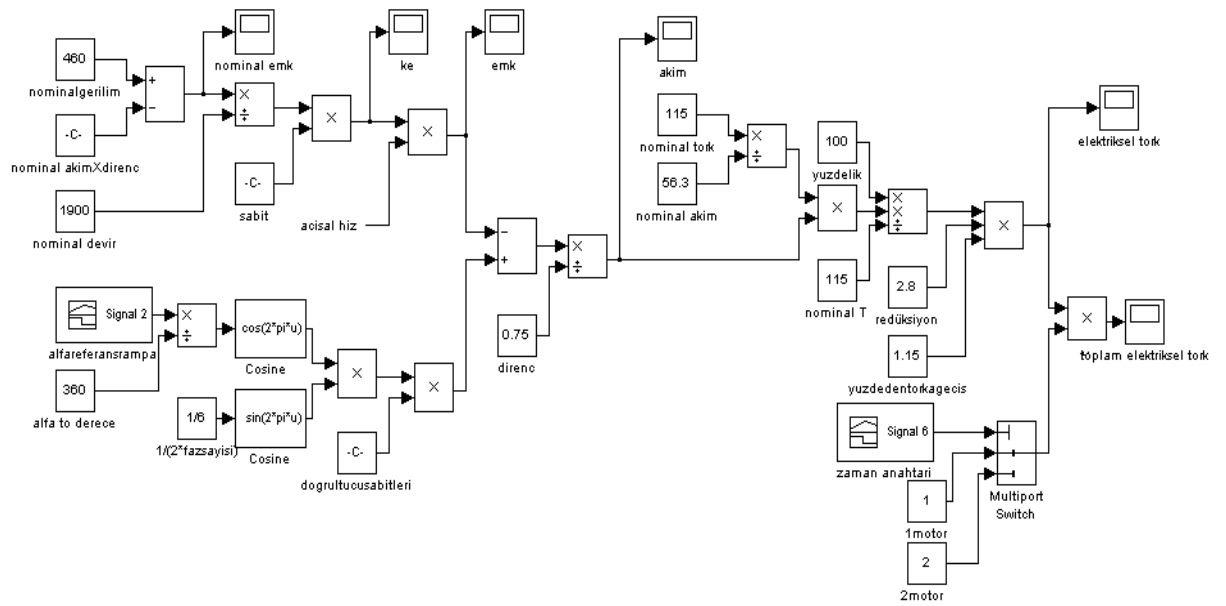 460
nominalgerilim
-C-
nominal akimXdirenc
1900
nominal devir
nominal emk
-C-
sabit
ke
acisal hiz
emk
Signal 2
alfareferansrampa
360
alfa to derece
cos(2*pi*u)
Cosine
1/6
1/(2*fazsayisi)
sin(2*pi*u)
Cosine
-C-
dogrultucusabitleri
0.75
direnc
akim
115
nominal tork
56.3
nominal akim
100
yuzdelik
115
nominal T
2.8
redüksiyon
1.15
yuzdedentorkagecis
elektriksel tork
toplam elektriksel tork
Signal 6
zaman anahtari
1
1motor
2
2motor
Multiport
Switch